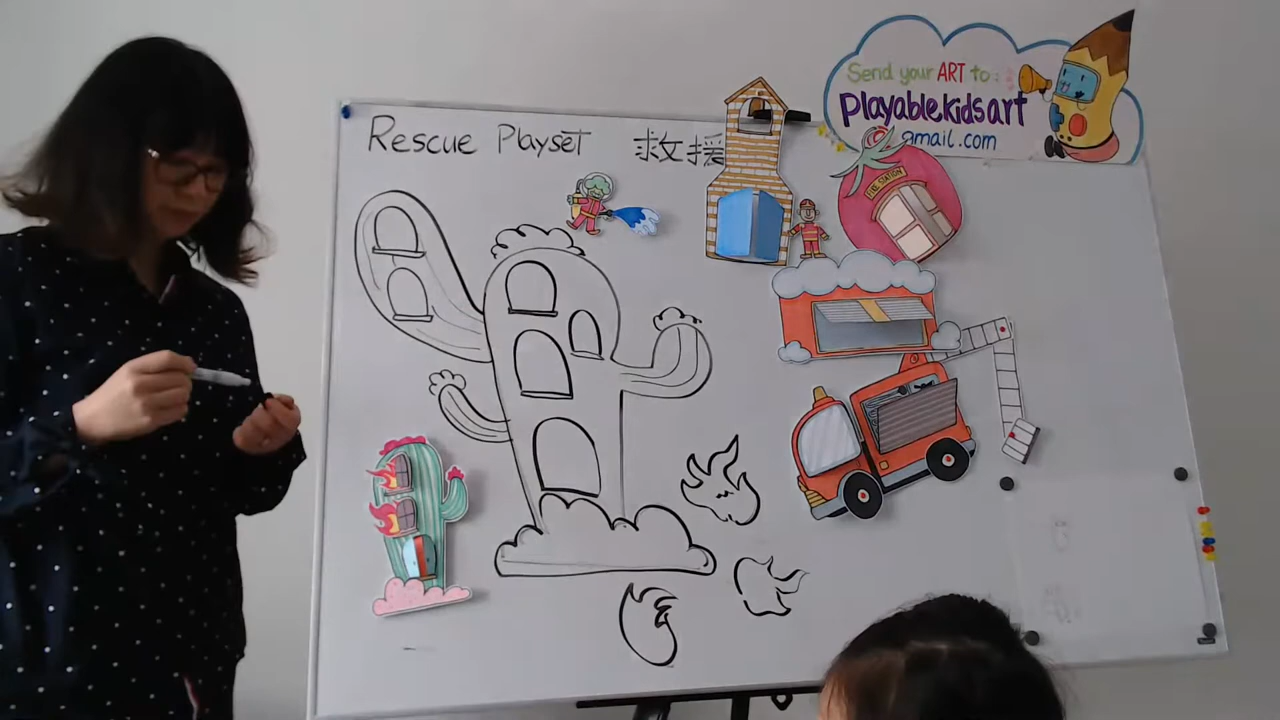 Rescue Playset 救援
Send your ART to:
Playablekidsart
gmail.com
FIRE STATION